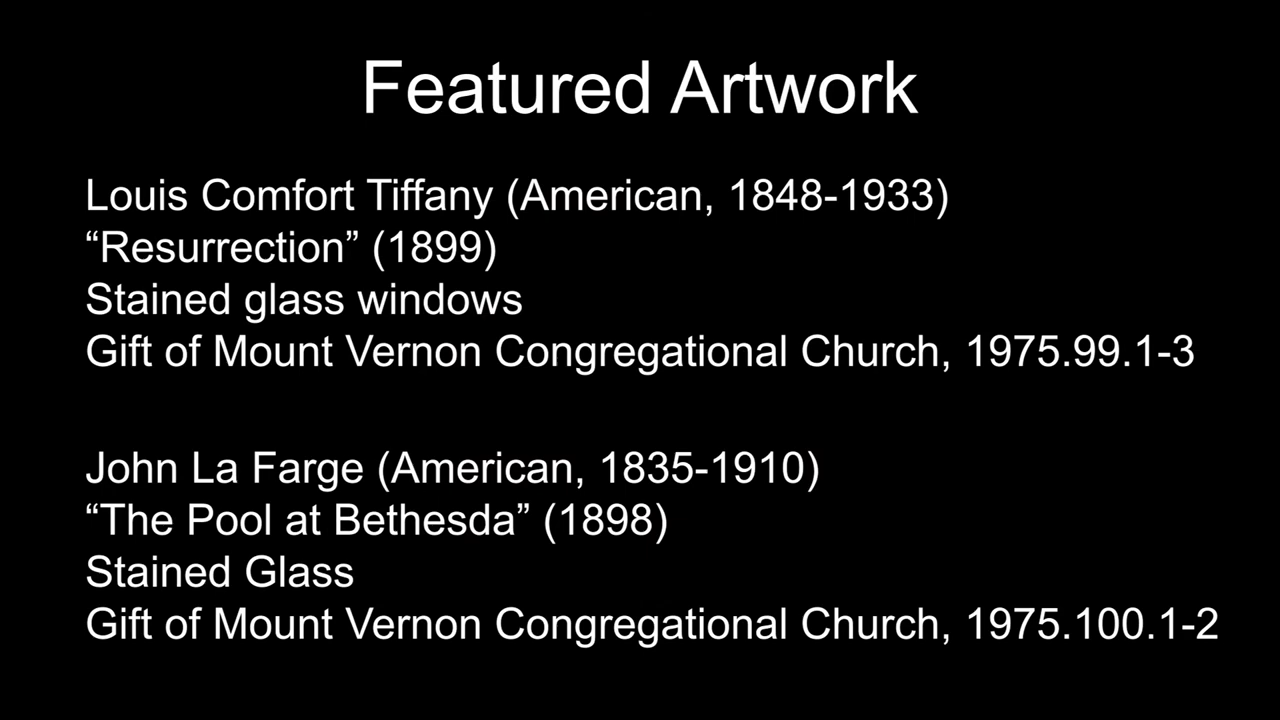 Featured Artwork
Louis Comfort Tiffany (American, 1848-1933)
“Resurrection” (1899)
Stained glass windows
Gift of Mount Vernon Congregational Church, 1975.99.1-3
John La Farge (American, 1835-1910)
“The Pool at Bethesda” (1898)
Stained Glass
Gift of Mount Vernon Congregational Church, 1975.100.1-2